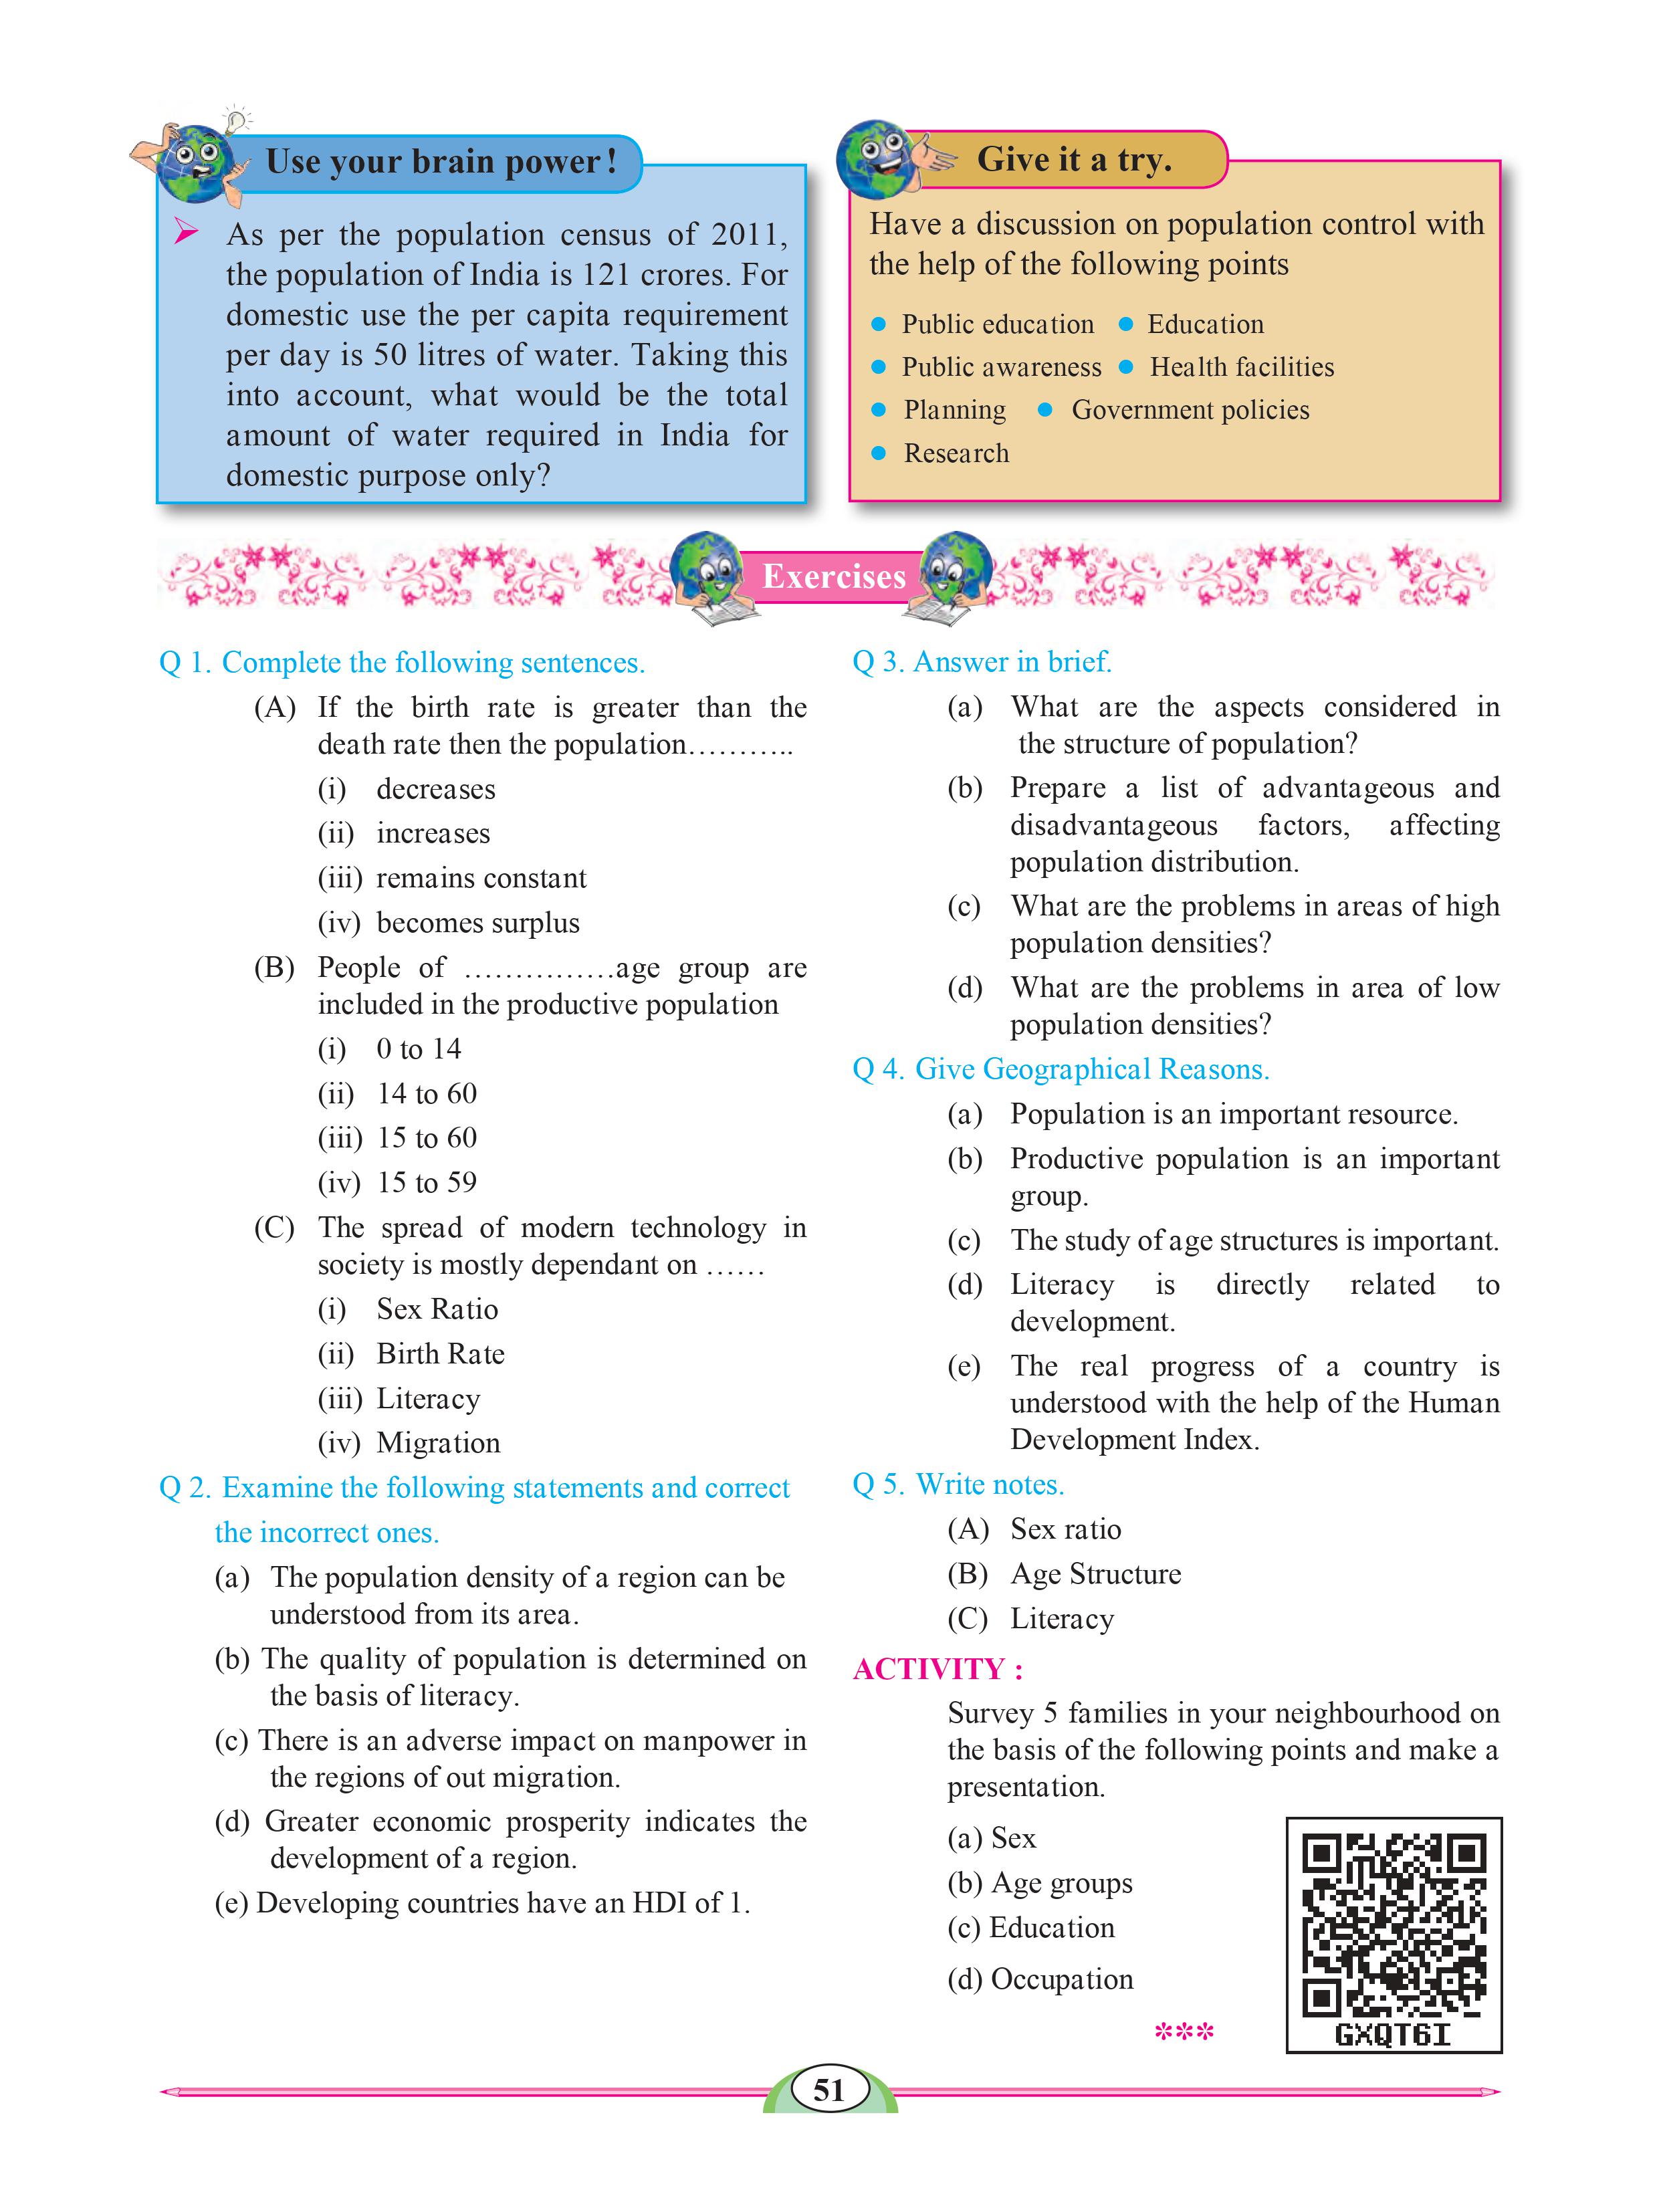 Use your brain power!
➢ As per the population census of 2011,
the population of India is 121 crores. For
domestic use the per capita requirement
per day is 50 litres of water. Taking this
into account, what would be the total
amount of water required in India for
domestic purpose only?
Give it a try.
Have a discussion on population control with
the help of the following points
● Public education ● Education
● Public awareness ● Health facilities
● Planning ● Government policies
● Research
Exercises
Q 1. Complete the following sentences.
(A) If the birth rate is greater than the
death rate then the population………..
(i) decreases
(ii) increases
(iii) remains constant
(iv) becomes surplus
(B) People of ……………age group are
included in the productive population
(i) 0 to 14
(ii) 14 to 60
(iii) 15 to 60
(iv) 15 to 59
(C) The spread of modern technology in
society is mostly dependant on ……
(i) Sex Ratio
(ii) Birth Rate
(iii) Literacy
(iv) Migration
Q 2. Examine the following statements and correct
the incorrect ones.
(a) The population density of a region can be
understood from its area.
(b) The quality of population is determined on
the basis of literacy.
(c) There is an adverse impact on manpower in
the regions of out migration.
(d) Greater economic prosperity indicates the
development of a region.
(e) Developing countries have an HDI of 1.
Q 3. Answer in brief.
(a) What are the aspects considered in
the structure of population?
(b) Prepare a list of advantageous and
disadvantageous factors, affecting
population distribution.
(c) What are the problems in areas of high
population densities?
(d) What are the problems in area of low
population densities?
Q 4. Give Geographical Reasons.
(a) Population is an important resource.
(b) Productive population is an important
group.
(c) The study of age structures is important.
(d) Literacy is directly related to
development.
(e) The real progress of a country is
understood with the help of the Human
Development Index.
Q 5. Write notes.
(A) Sex ratio
(B) Age Structure
(C) Literacy
ACTIVITY :
Survey 5 families in your neighbourhood on
the basis of the following points and make a
presentation.
(a) Sex
(b) Age groups
(c) Education
(d) Occupation
***
GXQT6I
51